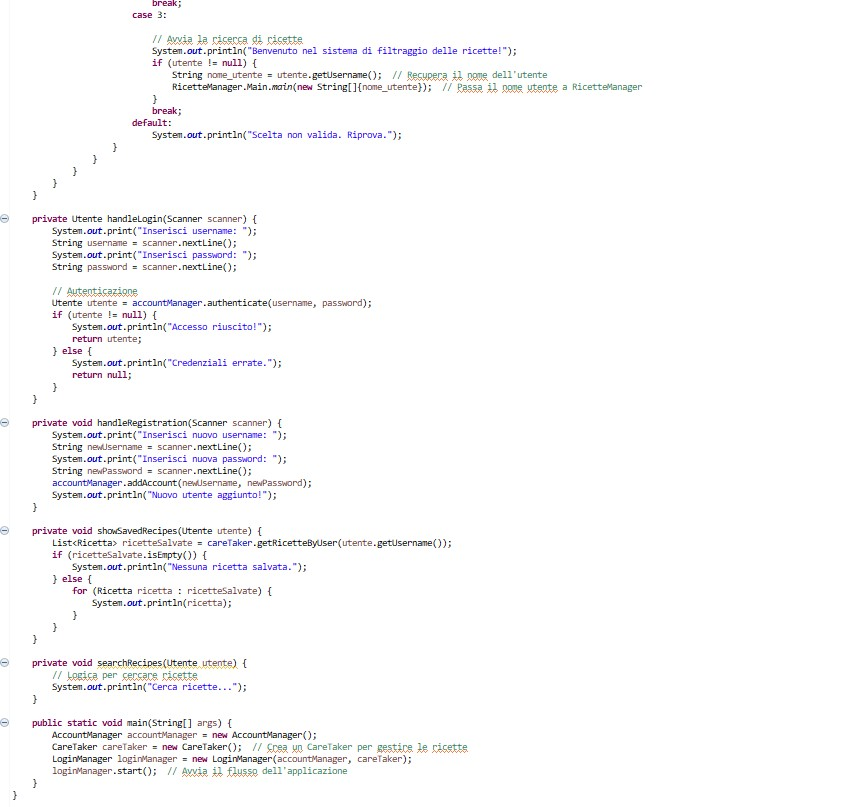 break;
case 3:
// Avvia la ricerca di ricette
System.out.println("Benvenuto nel sistema di filtraggio delle ricette!");
if (utente != null) {
String nome_utente = utente.getUsername();  // Recupera il nome dell'utente
RicetteManager.Main.main(new String[]{nome_utente});  // Passa il nome utente a RicetteManager
}
break;
default:
System.out.println("Scelta non valida. Riprova.");
}
}
}
}
}
private Utente handleLogin(Scanner scanner) {
System.out.print("Inserisci username: ");
String username = scanner.nextLine();
System.out.print("Inserisci password: ");
String password = scanner.nextLine();
// Autenticazione
Utente utente = accountManager.authenticate(username, password);
if (utente != null) {
System.out.println("Accesso riuscito!");
return utente;
} else {
System.out.println("Credenziali errate.");
return null;
}
}
private void handleRegistration(Scanner scanner) {
System.out.print("Inserisci nuovo username: ");
String newUsername = scanner.nextLine();
System.out.print("Inserisci nuova password: ");
String newPassword = scanner.nextLine();
accountManager.addAccount(newUsername, newPassword);
System.out.println("Nuovo utente aggiunto!");
}
private void showSavedRecipes(Utente utente) {
List<Ricetta> ricetteSalvate = careTaker.getRicetteByUser(utente.getUsername());
if (ricetteSalvate.isEmpty()) {
System.out.println("Nessuna ricetta salvata.");
} else {
for (Ricetta ricetta : ricetteSalvate) {
System.out.println(ricetta);
}
}
}
private void searchRecipes(Utente utente) {
// Logica per cercare ricette
System.out.println("Cerca ricette...");
}
public static void main(String[] args) {
AccountManager accountManager = new AccountManager();
CareTaker careTaker = new CareTaker();  // Crea un CareTaker per gestire le ricette
LoginManager loginManager = new LoginManager(accountManager, careTaker);
loginManager.start();  // Avvia il flusso dell'applicazione
}
}